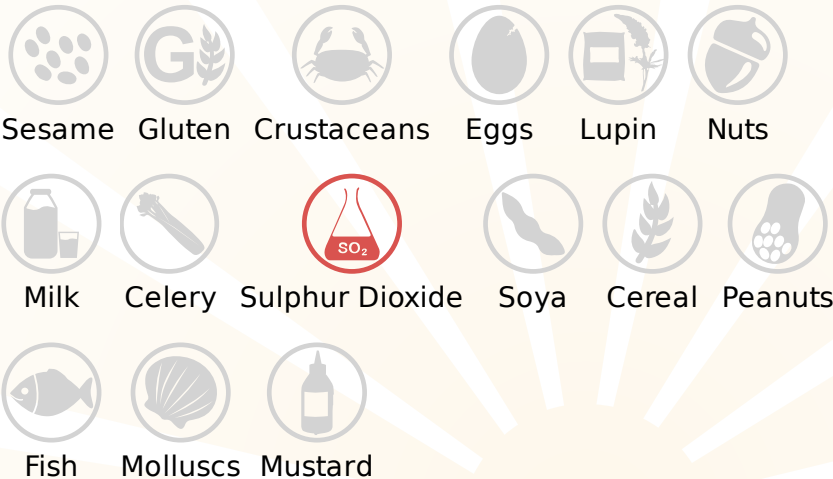 G
Sesame Gluten Crustaceans Eggs Lupin Nuts
SO₂
Milk Celery Sulphur Dioxide Soya Cereal Peanuts
Fish Molluscs Mustard